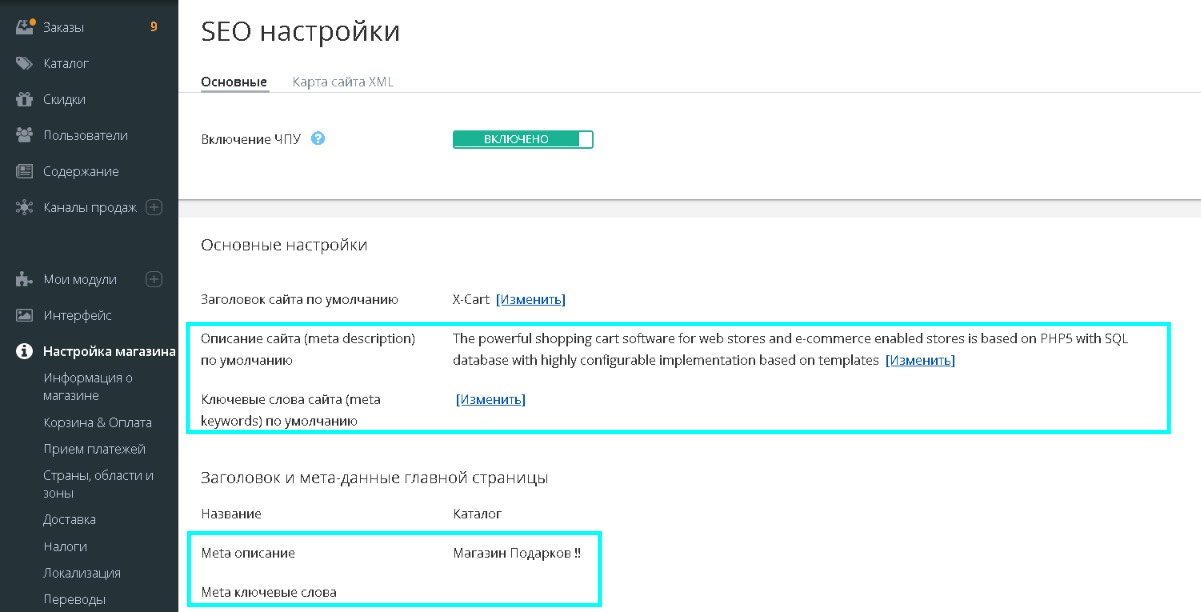 Заказы 9
Каталог
Скидки
Пользователи
Содержание
Каналы продаж
Мои модули
Интерфейс
Настройка магазина
Информация о
магазине
Корзина & Оплата
Прием платежей
Страны, области и
зоны
Доставка
Налоги
Локализация
Переводы
SEO настройки
Основные Карта сайта XML
Включение ЧПУ ? ВКЛЮЧЕНО
Основные настройки
Заголовок сайта по умолчанию X-Cart [Изменить]
Описание сайта (meta description) The powerful shopping cart software for web stores and e-commerce enabled stores is based on PHP5 with SQL
по умолчанию database with highly configurable implementation based on templates [Изменить]
Ключевые слова сайта (meta [Изменить]
keywords) по умолчанию
Заголовок и мета-данные главной страницы
Название Каталог
Meta описание Магазин Подарков !!
Meta ключевые слова